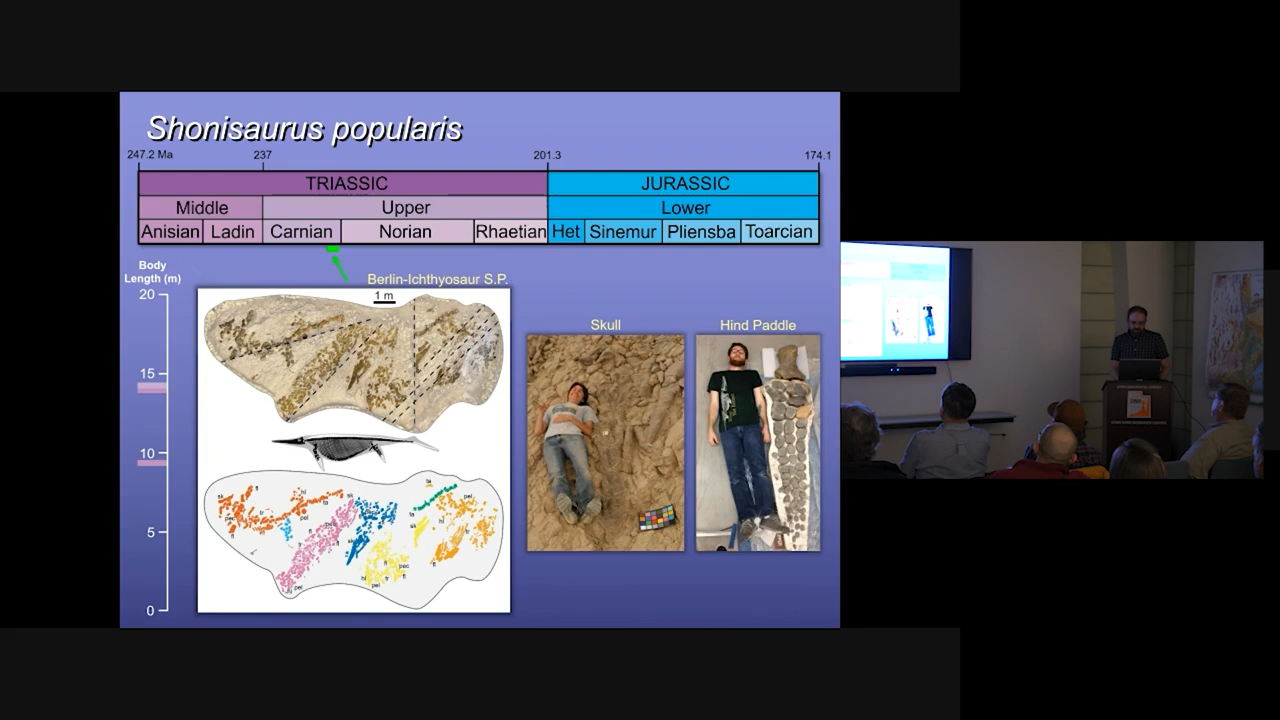 Shonisaurus popularis
247.2 Ma 237 201.3 174.1
TRIASSIC JURASSIC
Middle Upper Lower
Anisian Ladin Carnian Norian Rhaetian Het Sinemur Pliensba Toarcian
Body
Length (m)
Berlin-Ichthyosaur S.P.
20
1 m
Skull Hind Paddle
15
10
5
0